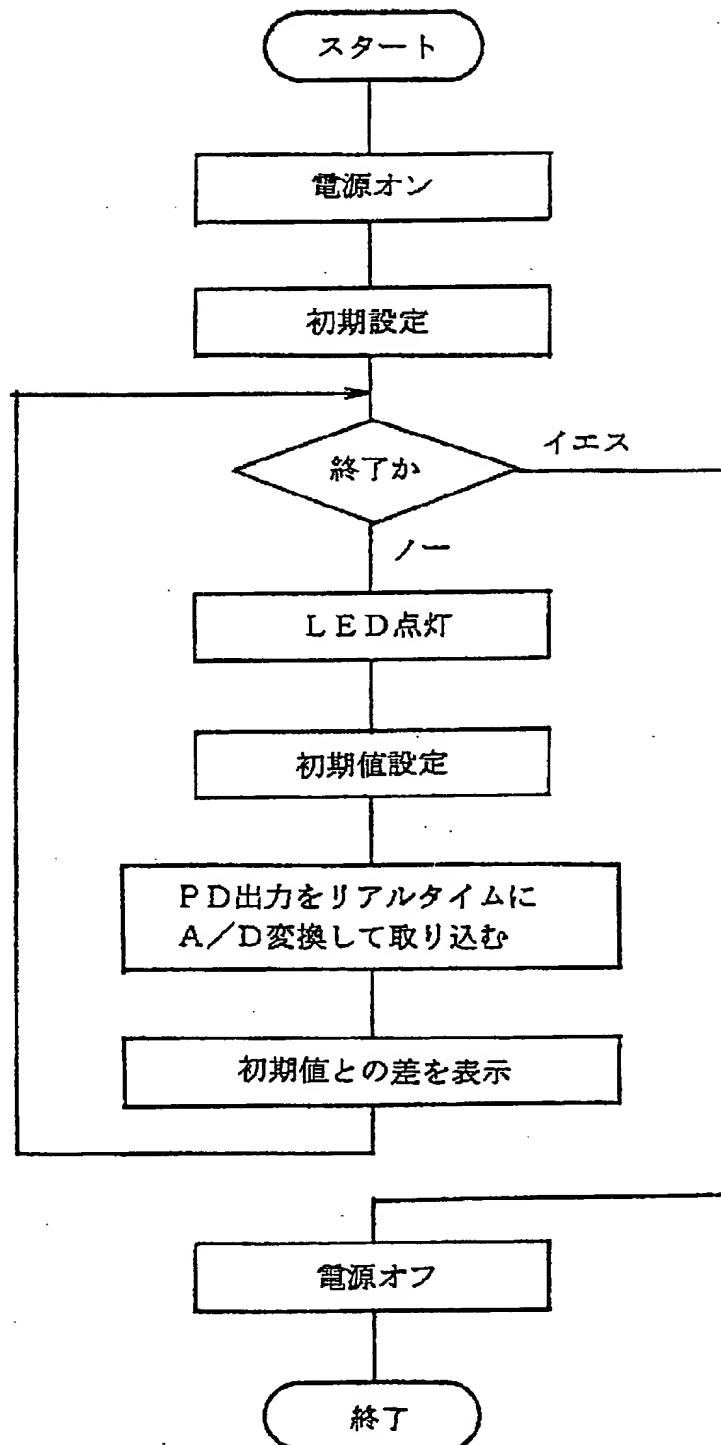 スタート
電源オン
初期設定
終了か
イエス
ノー
LED点灯
初期値設定
PD出力をリアルタイムに
A/D変換して取り込む
初期値との差を表示
電源オフ
終了